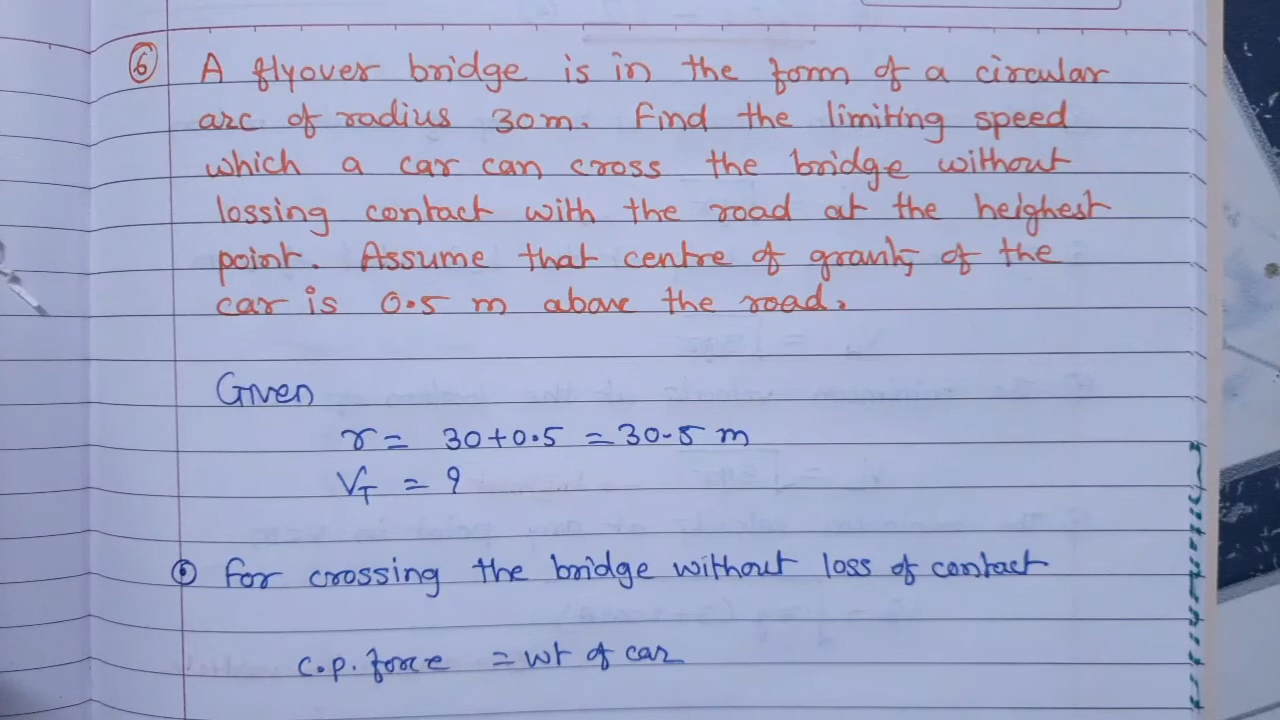 6 A flyover bridge is in the form of a circular
arc of radius 30m. Find the limiting speed
which a car can cross the bridge without
lossing contact with the road at the heighest
point. Assume that centre of gravity of the
car is 0.5 m above the road.
Given
r = 30+0.5 = 30.5 m
VT = ?
for crossing the bridge without loss of contact
c.p. force = wt of car